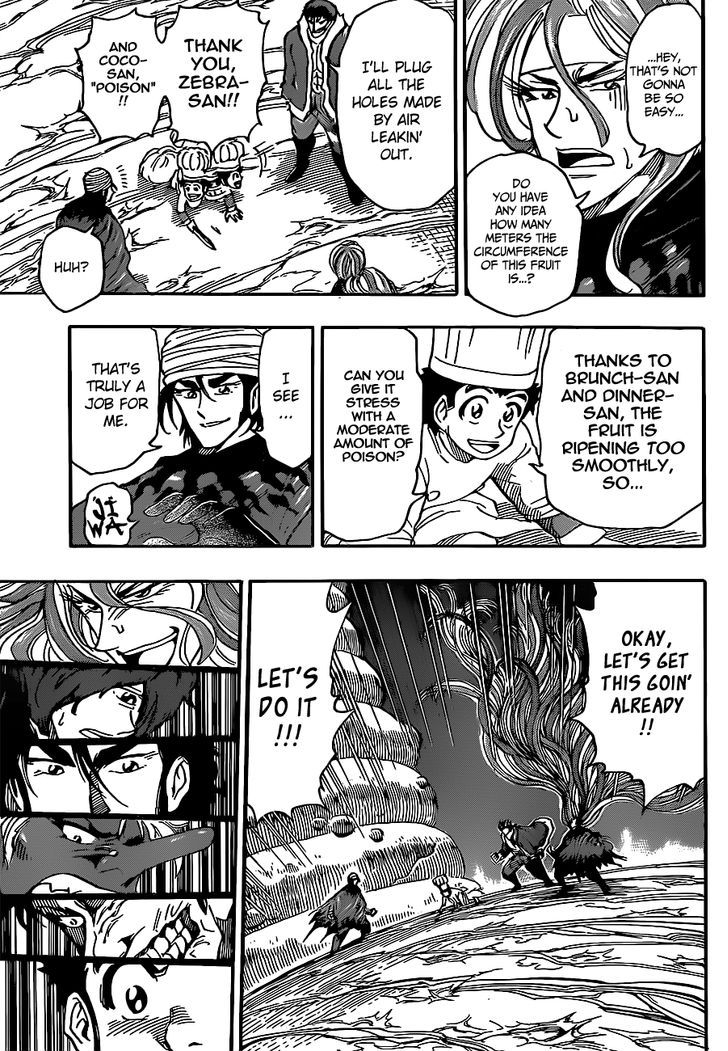 ...HEY,
THAT'S NOT
GONNA
BE SO
EASY...
DO
YOU HAVE
ANY IDEA
HOW MANY
METERS THE
CIRCUMFERENCE
OF THIS FRUIT
IS...?
I'LL PLUG
ALL THE
HOLES MADE
BY AIR
LEAKIN'
OUT.
THANK
YOU,
ZEBRA-
SAN!!
AND
COCO-
SAN,
"POISON"
!!
HUH?
THANKS TO
BRUNCH-SAN
AND DINNER-
SAN, THE
FRUIT IS
RIPENING TOO
SMOOTHLY,
SO...
CAN YOU
GIVE IT
STRESS
WITH A
MODERATE
AMOUNT OF
POISON?
I
SEE
...
THAT'S
TRULY A
JOB FOR
ME.
JI
WA
OKAY,
LET'S GET
THIS GOIN'
ALREADY
!!
LET'S
DO IT
!!!